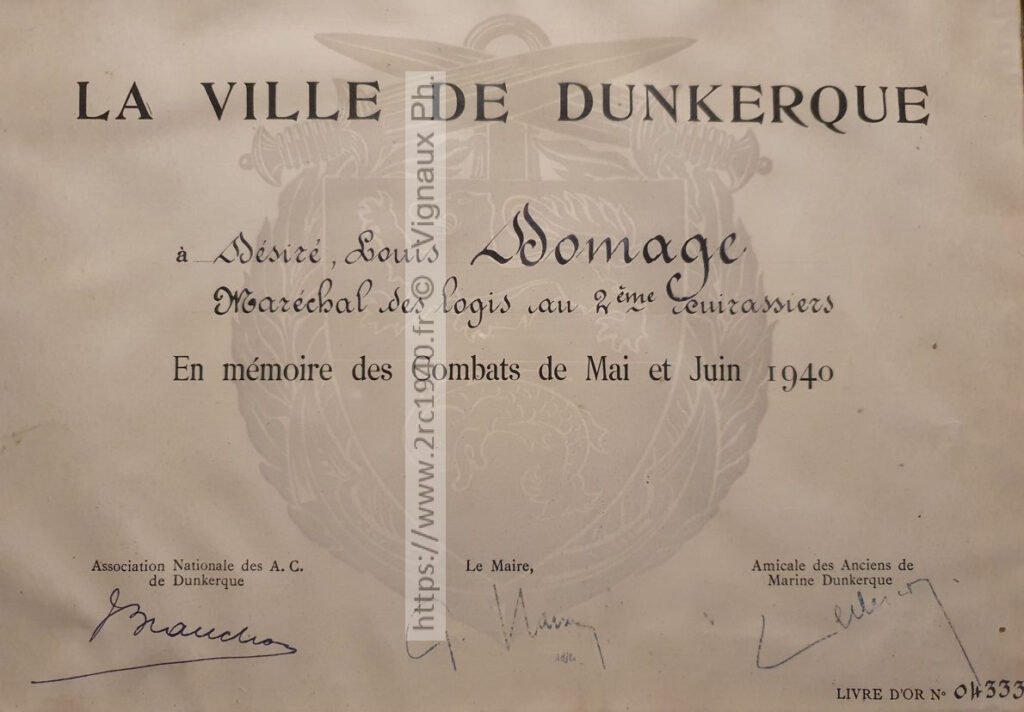 LA VILLE DE DUNKERQUE
à Désiré, Louis Domage
Maréchal des logis au 2ème Cuirassiers
En mémoire des Combats de Mai et Juin 1940
Association Nationale des A. C.
de Dunkerque
Le Maire,
Amicale des Anciens de
Marine Dunkerque
LIVRE D'OR N° 04333
https://www.2rc1940.fr © Vignaux Ph.